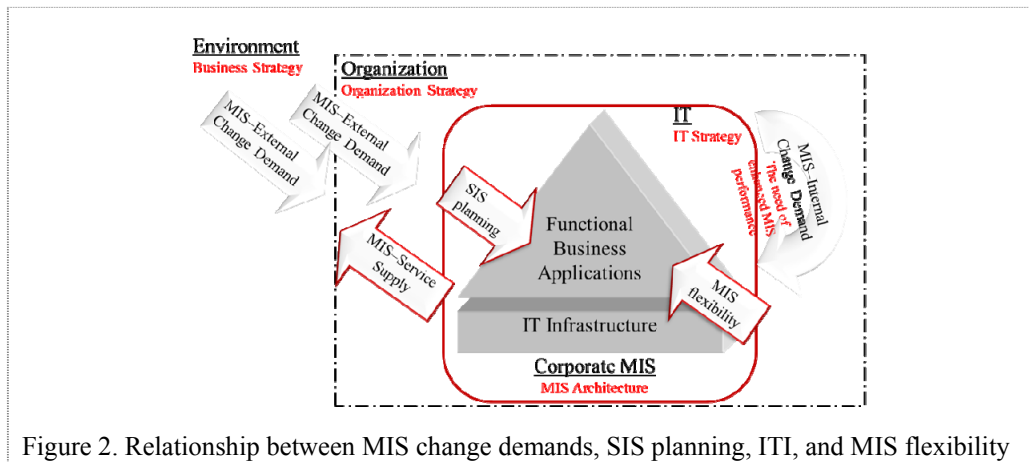 Environment
Business Strategy
Organization
Organization Strategy
MIS–External
Change Demand
MIS–External
Change Demand
IT
IT Strategy
MIS–Internal
Change Demand
The need of
enhanced MIS
performance
SIS
planning
MIS–Service
Supply
Functional
Business
Applications
MIS
flexibility
IT Infrastructure
Corporate MIS
MIS Architecture
Figure 2. Relationship between MIS change demands, SIS planning, ITI, and MIS flexibility